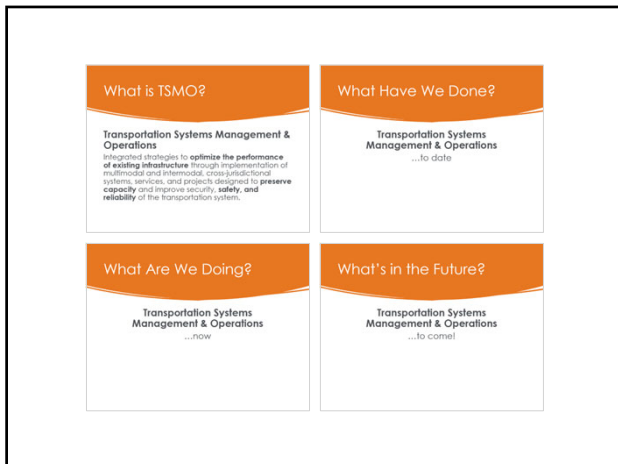 What is TSMO?
Transportation Systems Management &
Operations
Integrated strategies to optimize the performance
of existing infrastructure through implementation of
multimodal and intermodal, cross-jurisdictional
systems, services, and projects designed to preserve
capacity and improve security, safety, and
reliability of the transportation system.
What Have We Done?
Transportation Systems
Management & Operations
...to date
What Are We Doing?
Transportation Systems
Management & Operations
...now
What's in the Future?
Transportation Systems
Management & Operations
...to come!